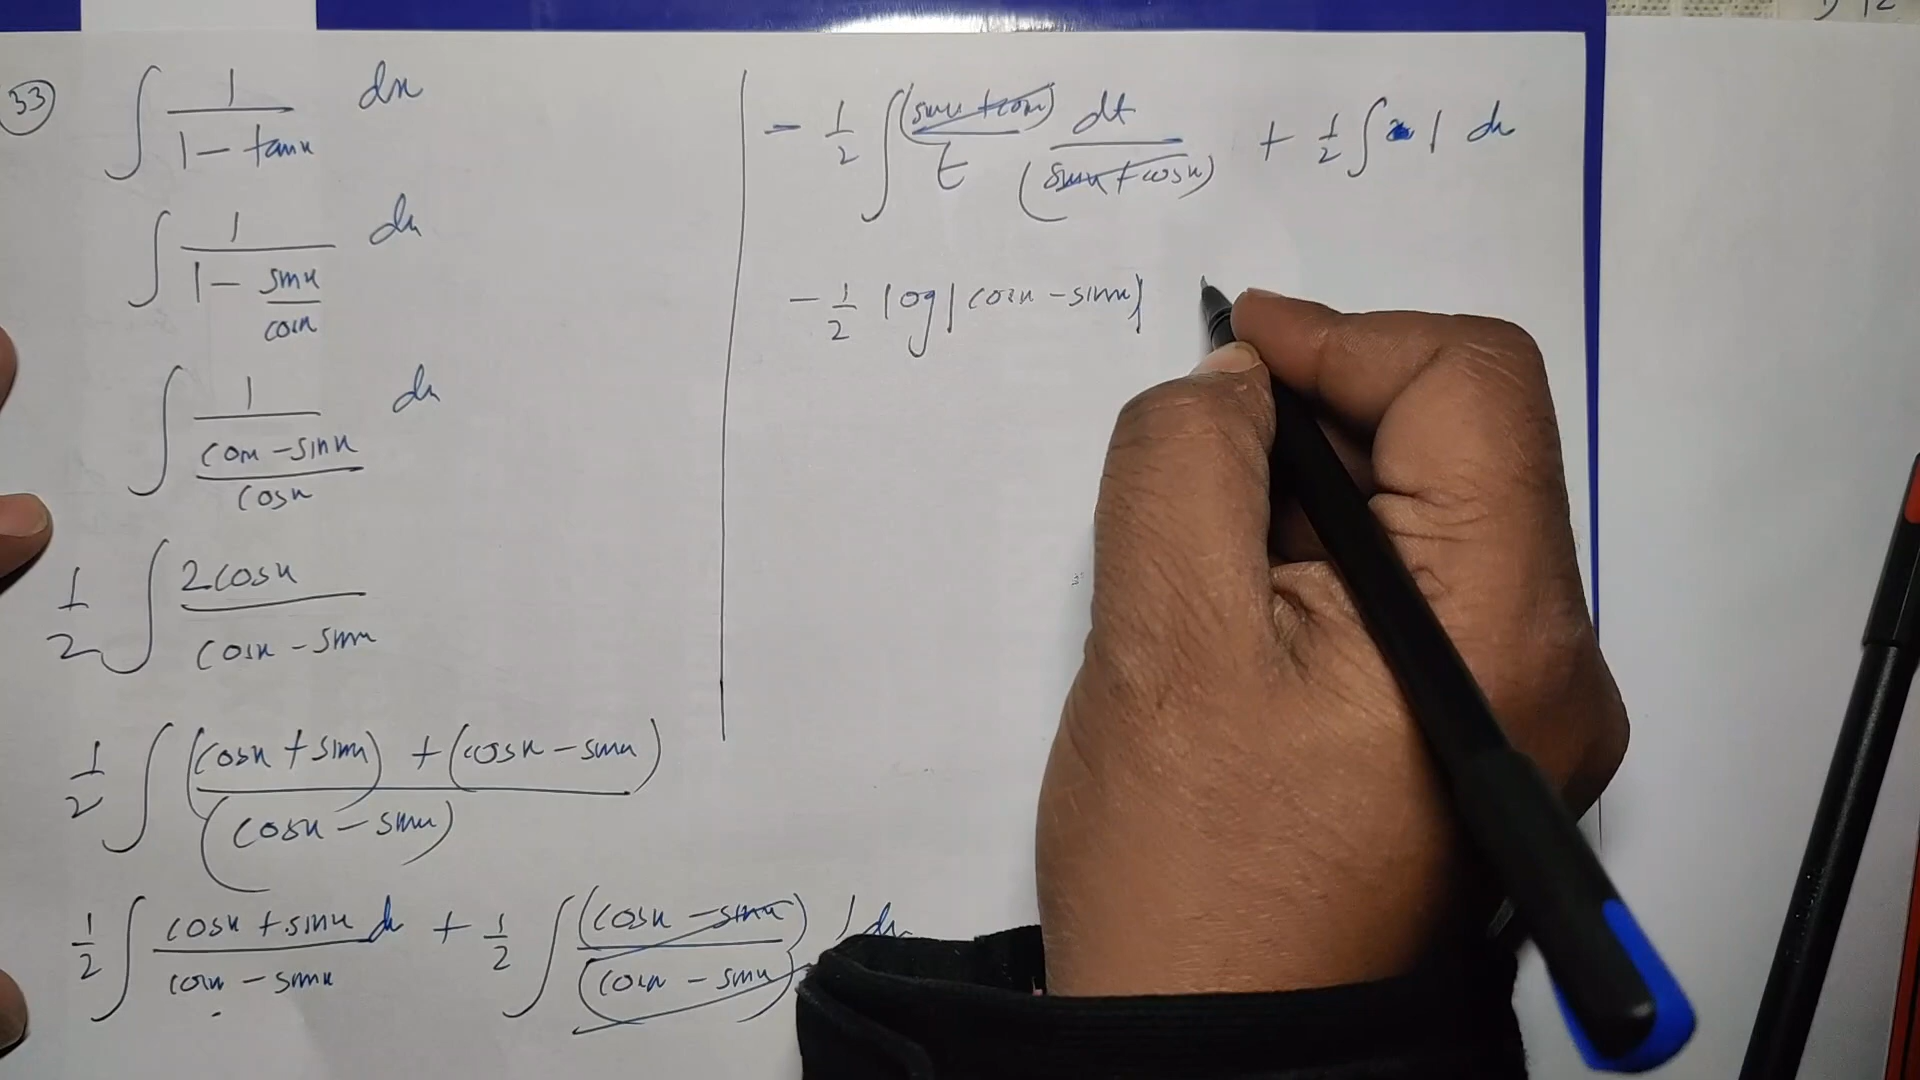 33 ∫ 1/(1 - tanx) dx
∫ 1/(1 - sinx/cosx) dx
∫ 1/((cosx - sinx)/cosx) dx
1/2 ∫ 2cosx/(cosx - sinx)
1/2 ∫ ((cosx + sinx) + (cosx - sinx))/(cosx - sinx)
1/2 ∫ (cosx + sinx)/(cosx - sinx) dx + 1/2 ∫ (cosx - sinx)/(cosx - sinx) dx
- 1/2 ∫ (sinx + cosx)/t dt/(sinx + cosx) + 1/2 ∫ 1 dx
- 1/2 log|cosx - sinx|